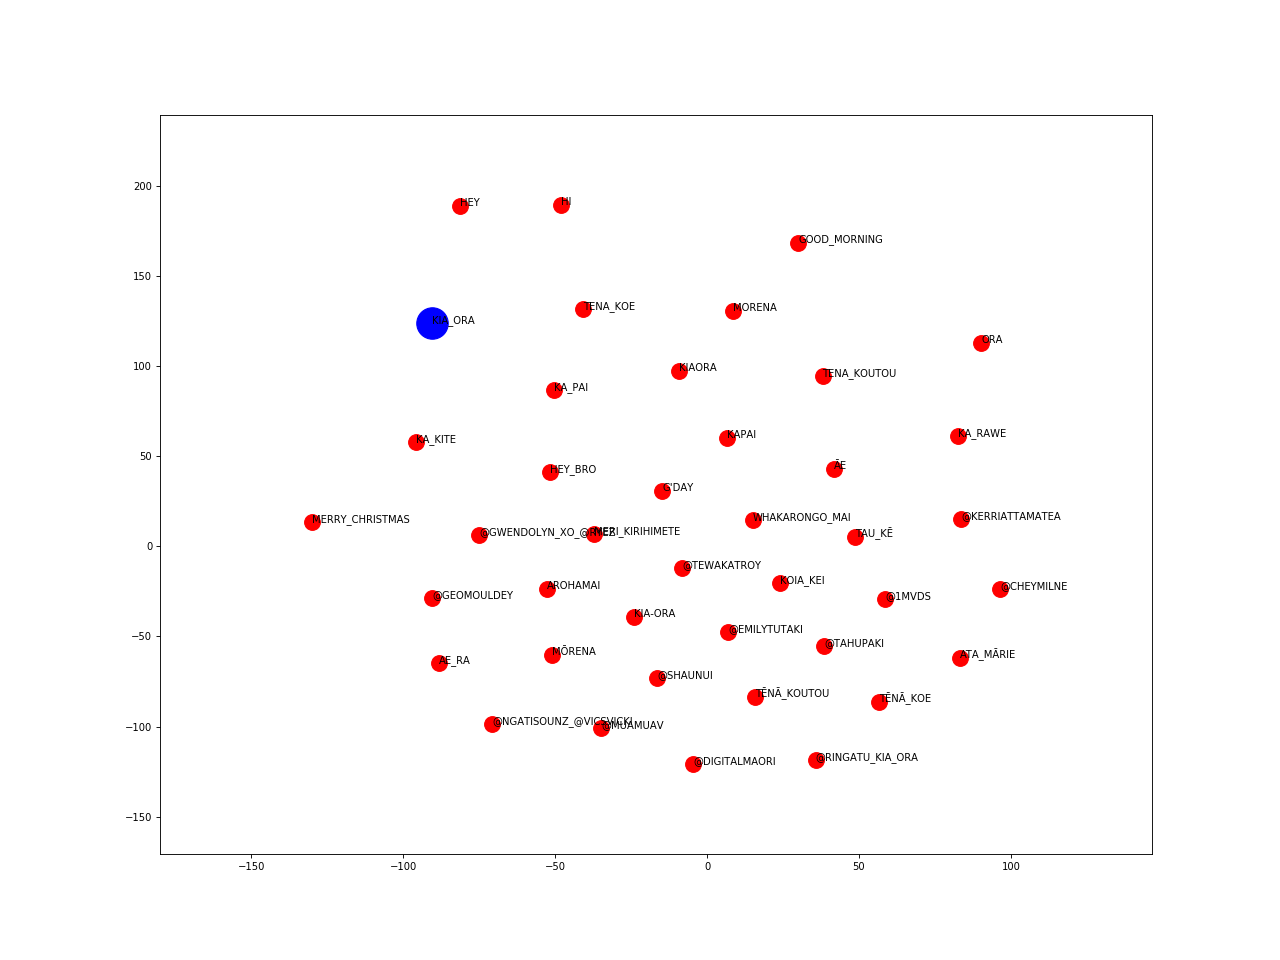 200
150
100
50
0
−50
−100
−150
−150
−100
−50
0
50
100
HEY
HI
GOOD_MORNING
TENA_KOE
MORENA
KIA_ORA
ORA
KIAORA
TENA_KOUTOU
KA_PAI
KA_KITE
KAPAI
KA_RAWE
HEY_BRO
ĀE
G'DAY
MERRY_CHRISTMAS
WHAKARONGO_MAI
@KERRIATTAMATEA
MERI_KIRIHIMETE
TAU_KĒ
@TEWAKATROY
AROHAMAI
KOIA_KEI
@CHEYMILNE
@GEOMOULDEY
@1MVDS
KIA-ORA
@EMILYTUTAKI
@TAHUPAKI
MŌRENA
AE_RA
ATA_MĀRIE
@SHAUNUI
TĒNĀ_KOUTOU
TĒNĀ_KOE
@NGATISOUNZ_@VICSVICKI
@MUAMUAV
@DIGITALMAORI
@RINGATU_KIA_ORA